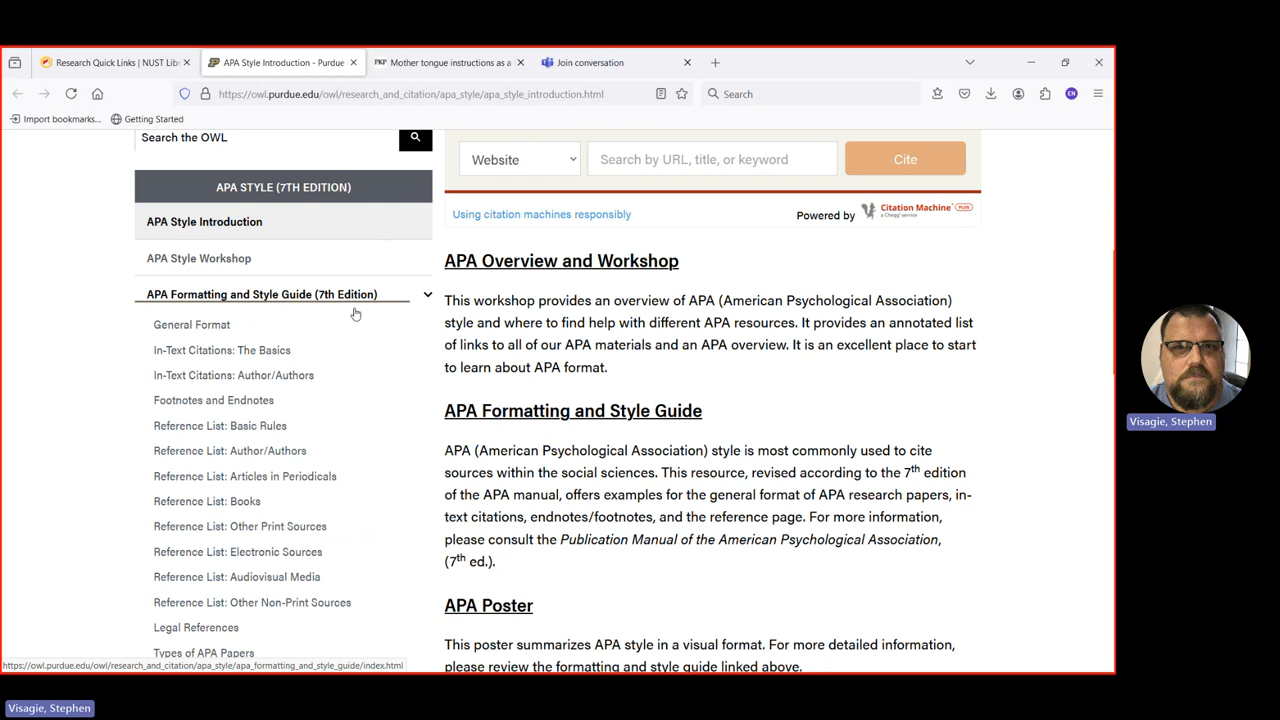 Research Quick Links | NUST Libr
APA Style Introduction - Purdue
PKP Mother tongue instructions as a
Join conversation
https://owl.purdue.edu/owl/research_and_citation/apa_style/apa_style_introduction.html
Search
EN
Import bookmarks...
Getting Started
Search the OWL
Website
Search by URL, title, or keyword
Cite
Using citation machines responsibly
Powered by
Citation Machine PLUS
a Chegg service
APA STYLE (7TH EDITION)
APA Style Introduction
APA Style Workshop
APA Formatting and Style Guide (7th Edition)
General Format
In-Text Citations: The Basics
In-Text Citations: Author/Authors
Footnotes and Endnotes
Reference List: Basic Rules
Reference List: Author/Authors
Reference List: Articles in Periodicals
Reference List: Books
Reference List: Other Print Sources
Reference List: Electronic Sources
Reference List: Audiovisual Media
Reference List: Other Non-Print Sources
Legal References
Types of APA Papers
APA Overview and Workshop
This workshop provides an overview of APA (American Psychological Association)
style and where to find help with different APA resources. It provides an annotated list
of links to all of our APA materials and an APA overview. It is an excellent place to start
to learn about APA format.
APA Formatting and Style Guide
APA (American Psychological Association) style is most commonly used to cite
sources within the social sciences. This resource, revised according to the 7th edition
of the APA manual, offers examples for the general format of APA research papers, in-
text citations, endnotes/footnotes, and the reference page. For more information,
please consult the Publication Manual of the American Psychological Association,
(7th ed.).
APA Poster
This poster summarizes APA style in a visual format. For more detailed information,
please review the formatting and style guide linked above.
https://owl.purdue.edu/owl/research_and_citation/apa_style/apa_formatting_and_style_guide/index.html
Visagie, Stephen
Visagie, Stephen